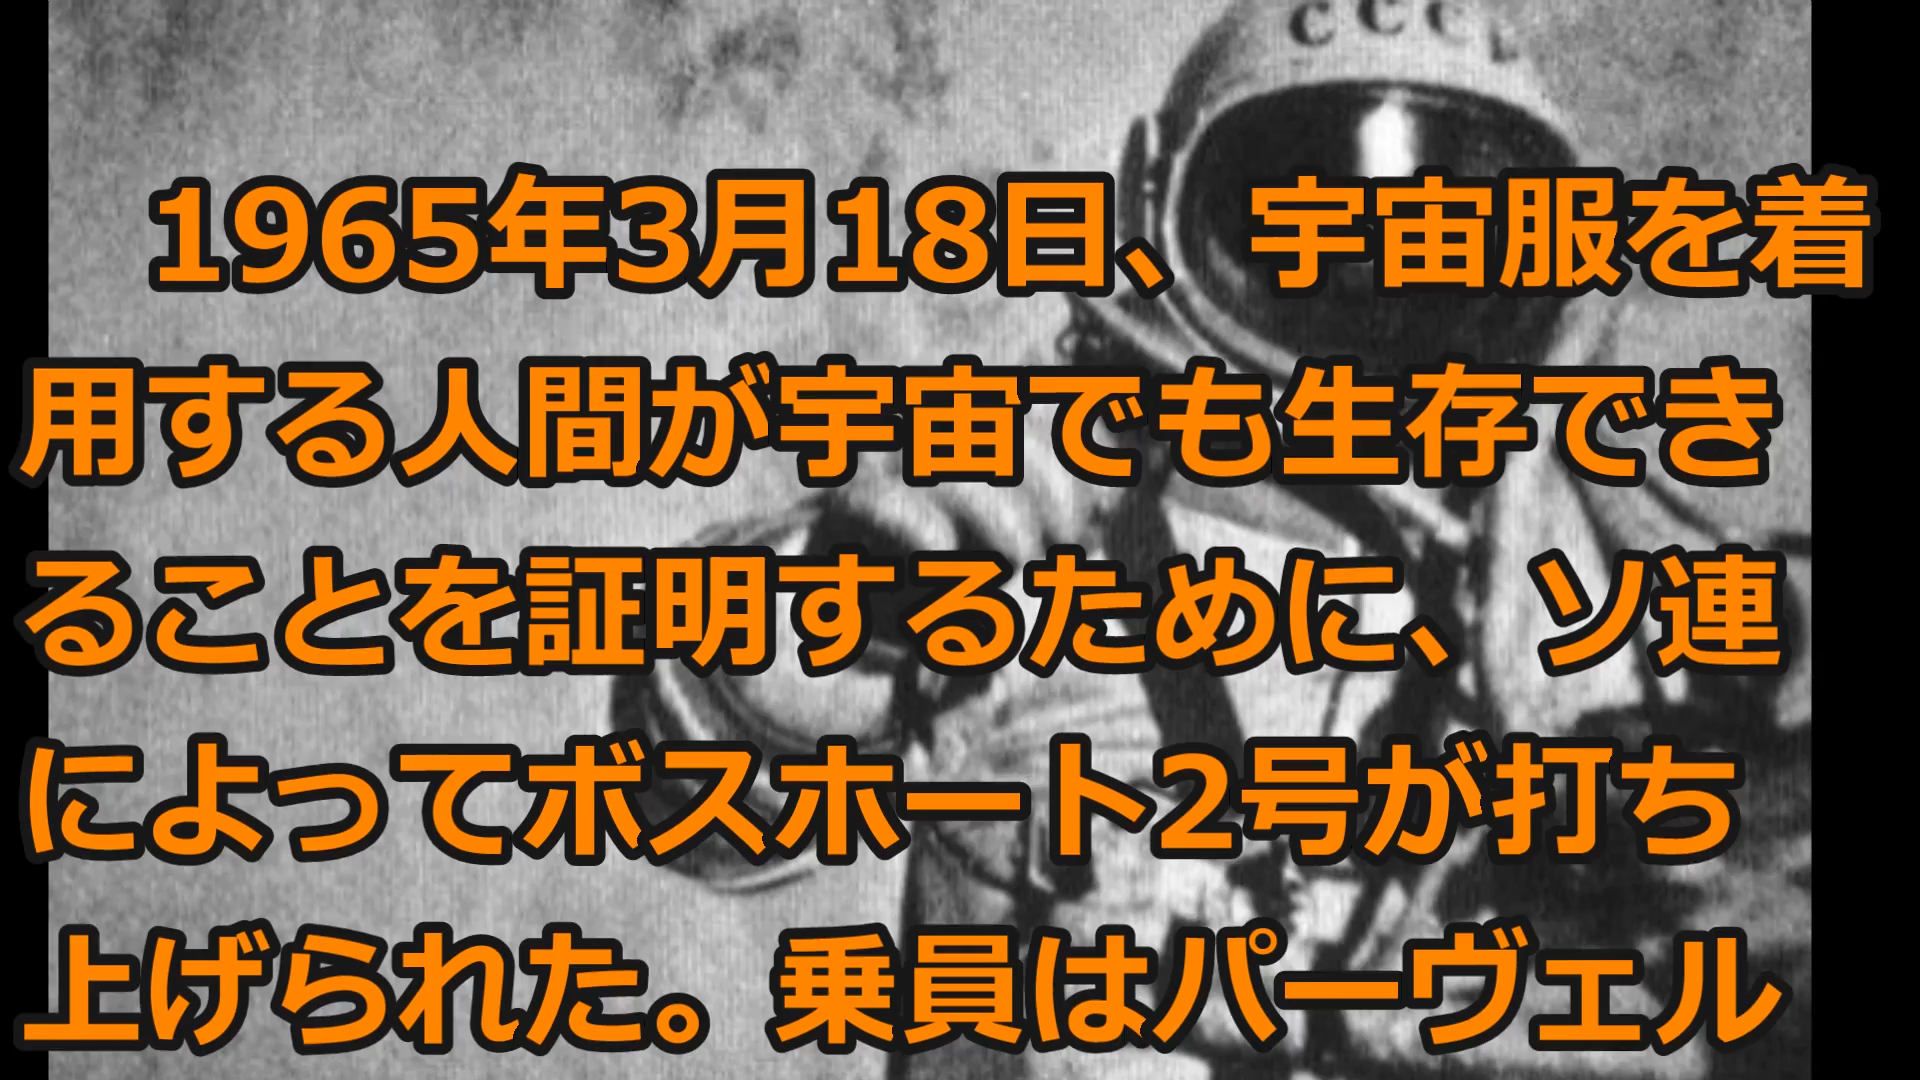 CCCP
1965年3月18日、宇宙服を着
用する人間が宇宙でも生存でき
ることを証明するために、ソ連
によってボスホート2号が打ち
上げられた。乗員はパーヴェル